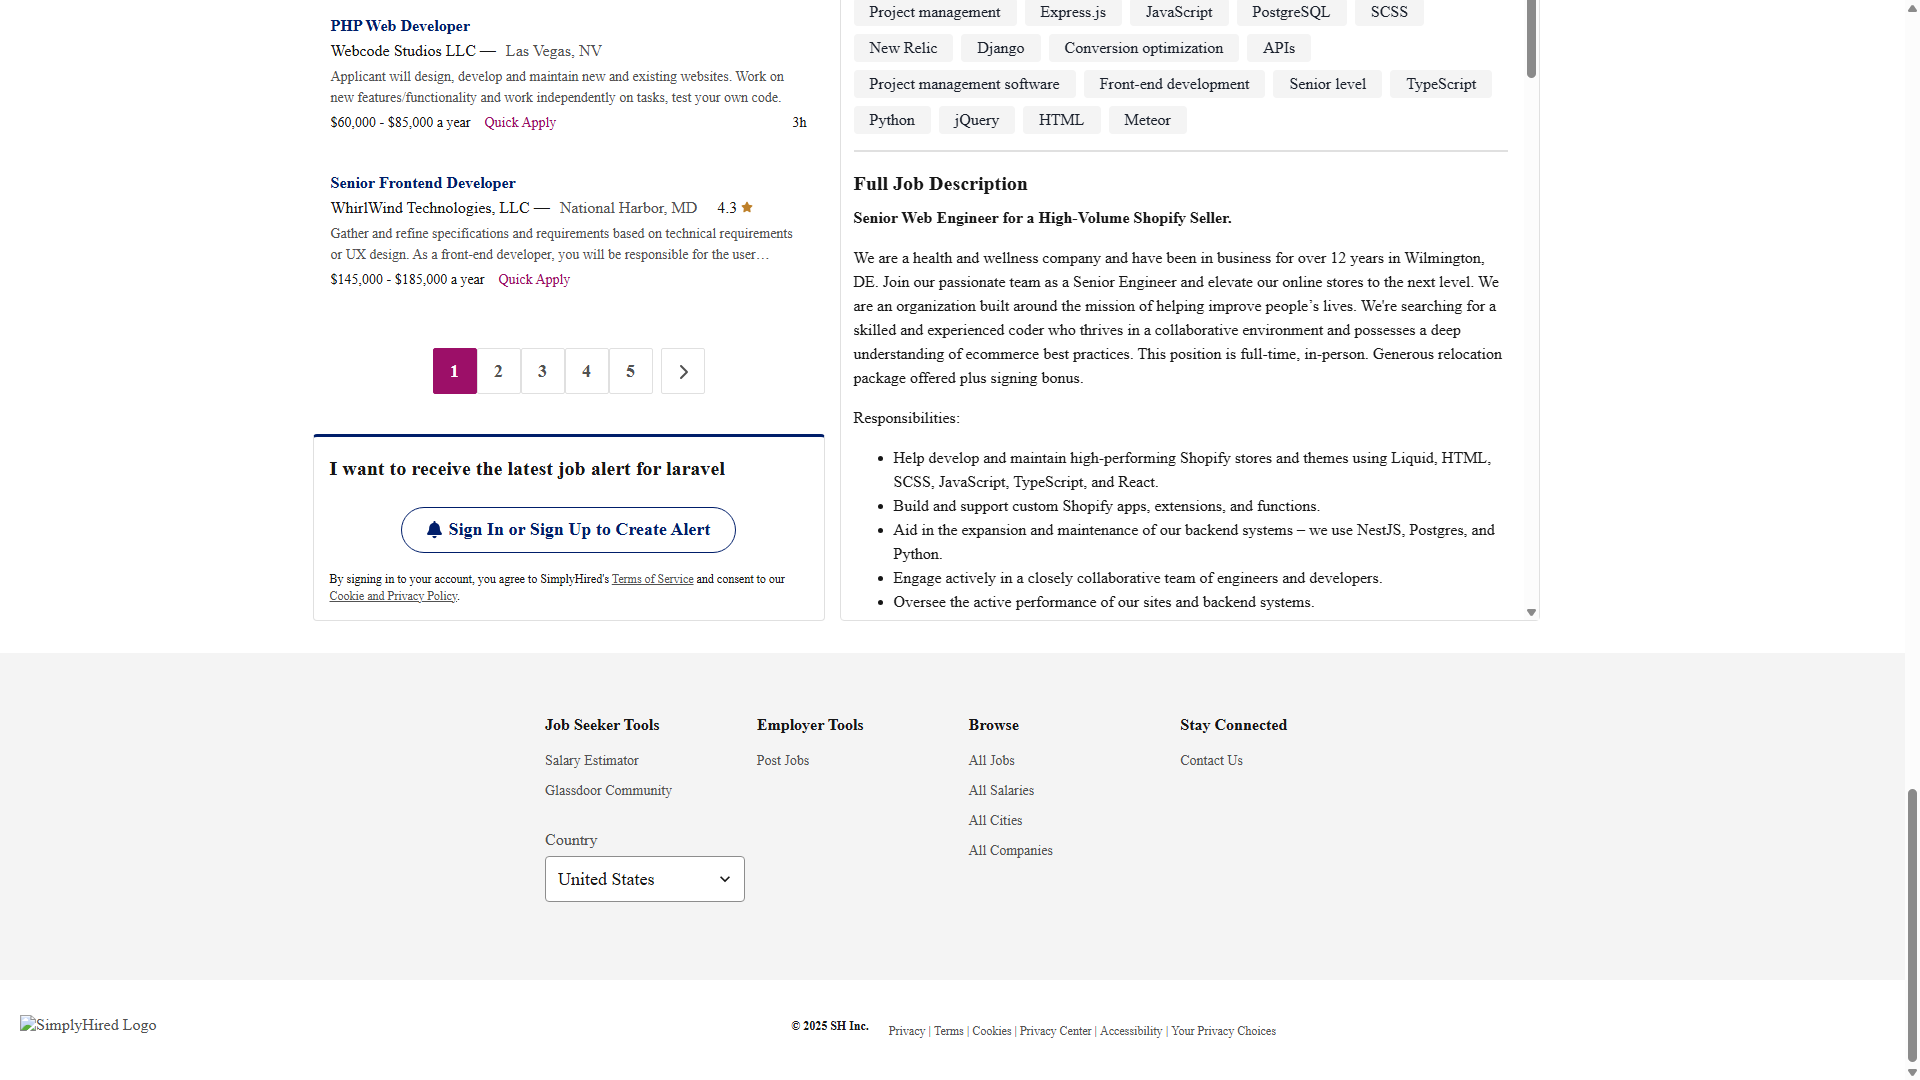 PHP Web Developer
Webcode Studios LLC — Las Vegas, NV
Applicant will design, develop and maintain new and existing websites. Work on
new features/functionality and work independently on tasks, test your own code.
$60,000 - $85,000 a year Quick Apply 3h
Senior Frontend Developer
WhirlWind Technologies, LLC — National Harbor, MD 4.3
Gather and refine specifications and requirements based on technical requirements
or UX design. As a front-end developer, you will be responsible for the user…
$145,000 - $185,000 a year Quick Apply
1 2 3 4 5
I want to receive the latest job alert for laravel
Sign In or Sign Up to Create Alert
By signing in to your account, you agree to SimplyHired's Terms of Service and consent to our
Cookie and Privacy Policy.
Project management Express.js JavaScript PostgreSQL SCSS
New Relic Django Conversion optimization APIs
Project management software Front-end development Senior level TypeScript
Python jQuery HTML Meteor
Full Job Description
Senior Web Engineer for a High-Volume Shopify Seller.
We are a health and wellness company and have been in business for over 12 years in Wilmington,
DE. Join our passionate team as a Senior Engineer and elevate our online stores to the next level. We
are an organization built around the mission of helping improve people’s lives. We're searching for a
skilled and experienced coder who thrives in a collaborative environment and possesses a deep
understanding of ecommerce best practices. This position is full-time, in-person. Generous relocation
package offered plus signing bonus.
Responsibilities:
• Help develop and maintain high-performing Shopify stores and themes using Liquid, HTML,
SCSS, JavaScript, TypeScript, and React.
• Build and support custom Shopify apps, extensions, and functions.
• Aid in the expansion and maintenance of our backend systems – we use NestJS, Postgres, and
Python.
• Engage actively in a closely collaborative team of engineers and developers.
• Oversee the active performance of our sites and backend systems.
Job Seeker Tools
Salary Estimator
Glassdoor Community
Country
United States
Employer Tools
Post Jobs
Browse
All Jobs
All Salaries
All Cities
All Companies
Stay Connected
Contact Us
SimplyHired Logo
© 2025 SH Inc. Privacy | Terms | Cookies | Privacy Center | Accessibility | Your Privacy Choices